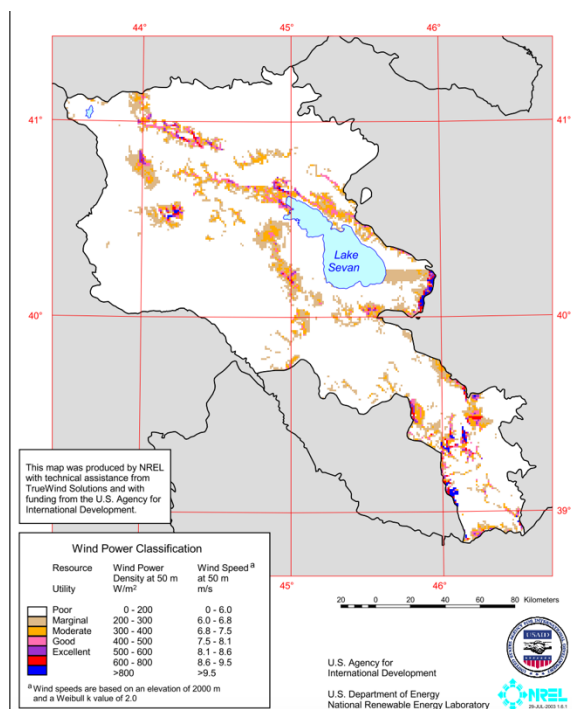 44°
45°
46°
41°
41°
Lake
Sevan
40°
40°
39°
45°
46°
This map was produced by NREL
with technical assistance from
TrueWind Solutions and with
funding from the U.S. Agency for
International Development.
Wind Power Classification
Resource Wind Power Wind Speed a
Density at 50 m at 50 m
Utility W/m2 m/s
Poor 0 - 200 0 - 6.0
Marginal 200 - 300 6.0 - 6.8
Moderate 300 - 400 6.8 - 7.5
Good 400 - 500 7.5 - 8.1
Excellent 500 - 600 8.1 - 8.6
600 - 800 8.6 - 9.5
>800 >9.5
a Wind speeds are based on an elevation of 2000 m
and a Weibull k value of 2.0
20 0 20 40 60 80 Kilometers
U.S. Agency for
International Development
USAID
U.S. Department of Energy
National Renewable Energy Laboratory
NREL
29-JUL-2003 1.8.1